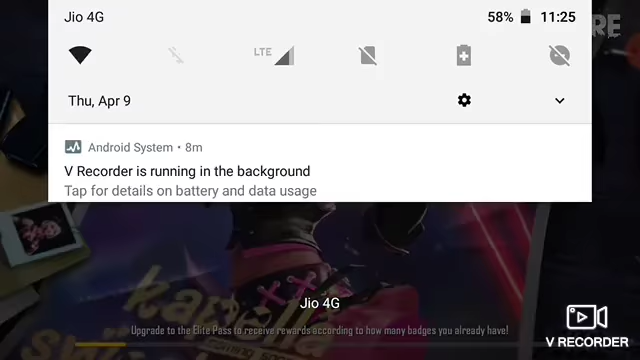 Jio 4G
58%
11:25
RE
LTE
Thu, Apr 9
Android System • 8m
V Recorder is running in the background
Tap for details on battery and data usage
Jio 4G
Upgrade to the Elite Pass to receive rewards according to how many badges you already have!
V RECORDER